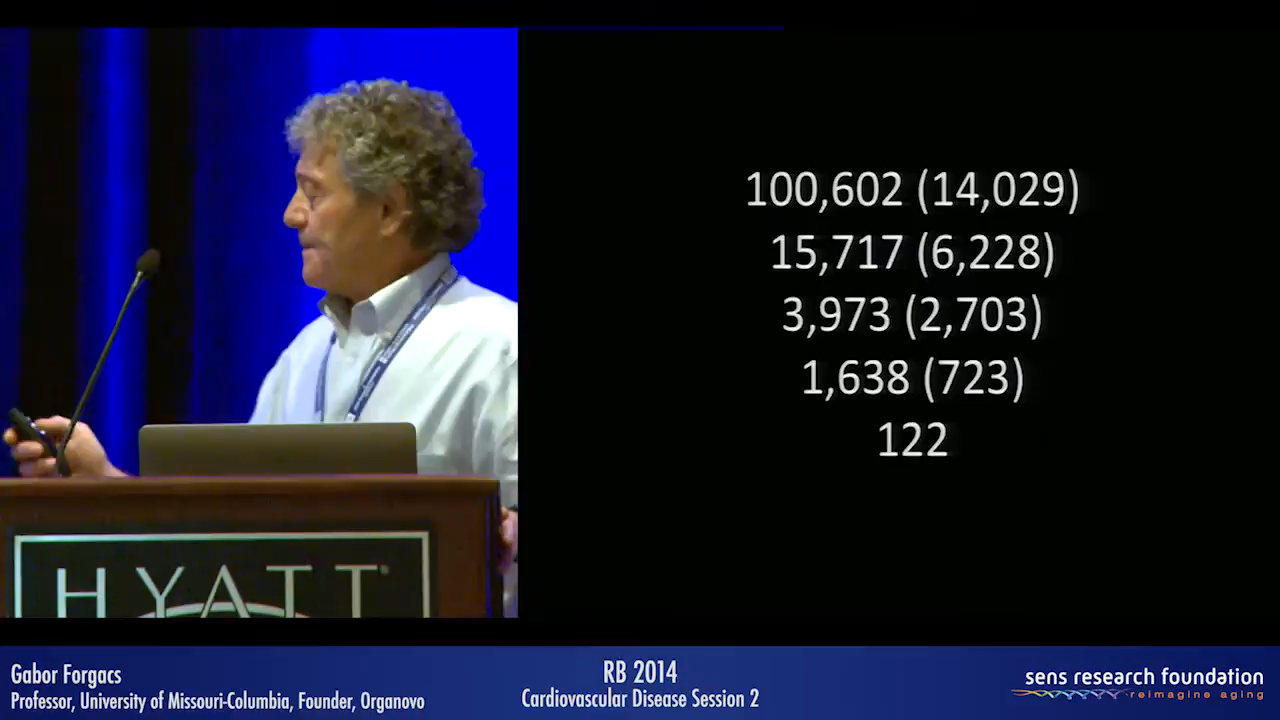 100,602 (14,029)
15,717 (6,228)
3,973 (2,703)
1,638 (723)
122
HYATT
Gabor Forgacs
Professor, University of Missouri-Columbia, Founder, Organovo
RB 2014
Cardiovascular Disease Session 2
sens research foundation
reimagine aging